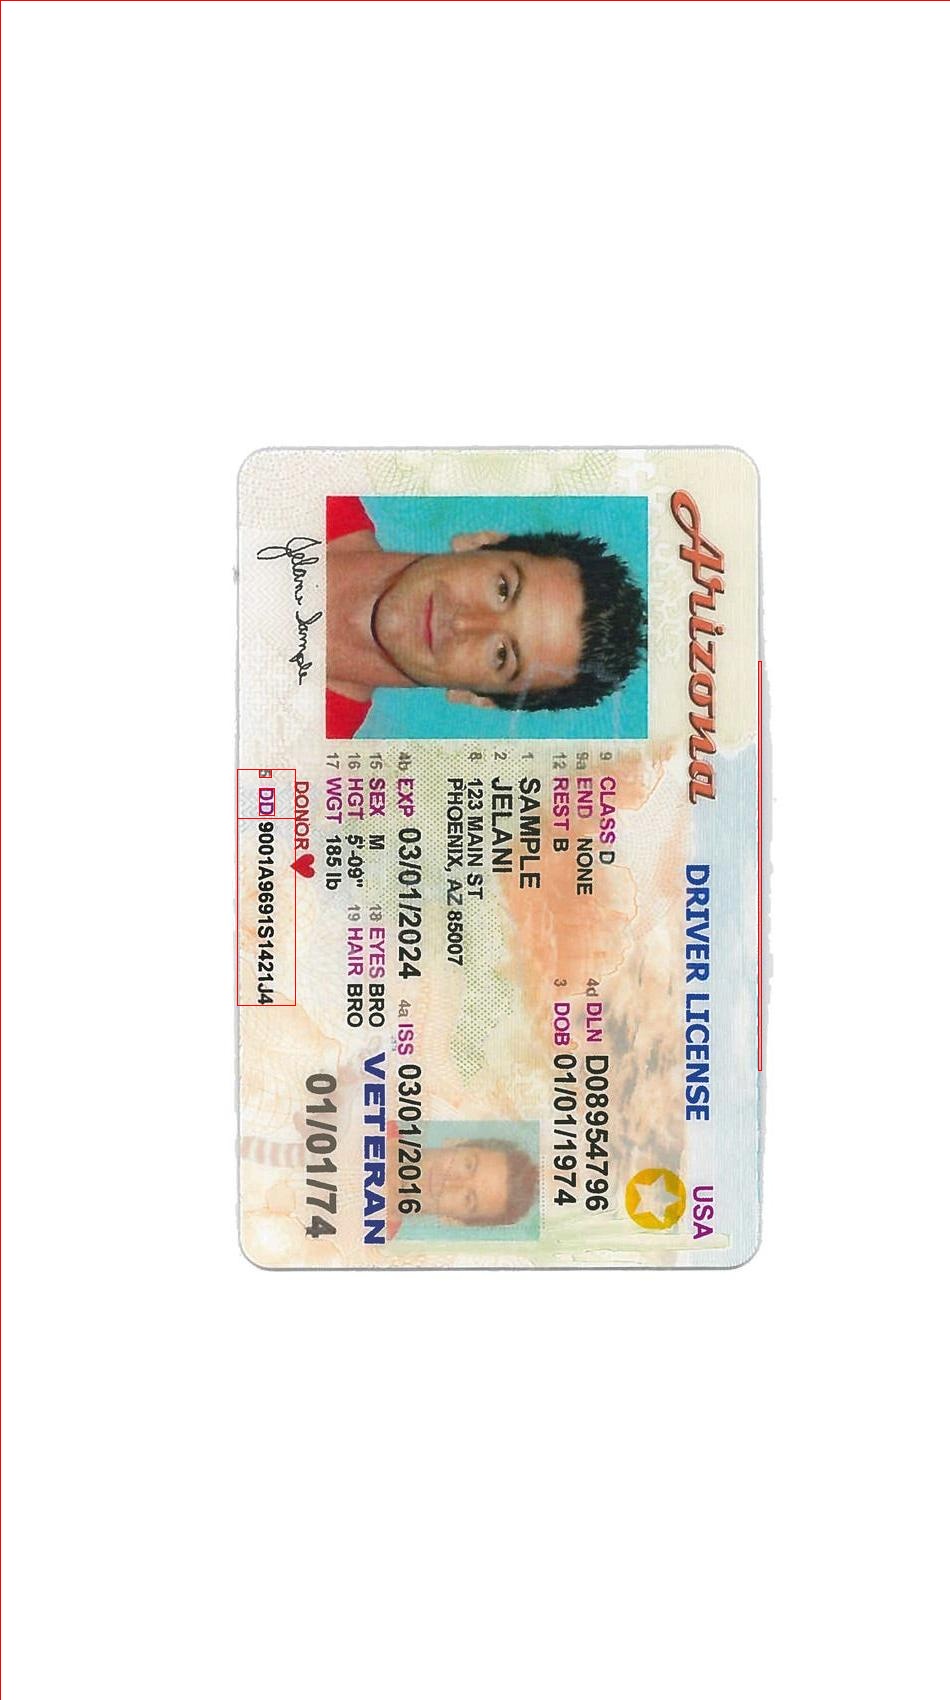 Arizona DRIVER LICENSE USA
9 CLASS D
9a END NONE
12 REST B
4d DLN D08954796
3 DOB 01/01/1974
1 SAMPLE
2 JELANI
8 123 MAIN ST
PHOENIX, AZ 85007
4b EXP 03/01/2024 4a ISS 03/01/2016
15 SEX M 18 EYES BRO
16 HGT 5'-09" 19 HAIR BRO
17 WGT 185 lb
VETERAN
DONOR
01/01/74
Jelani Sample
5 DD 9001A9691S1421J4